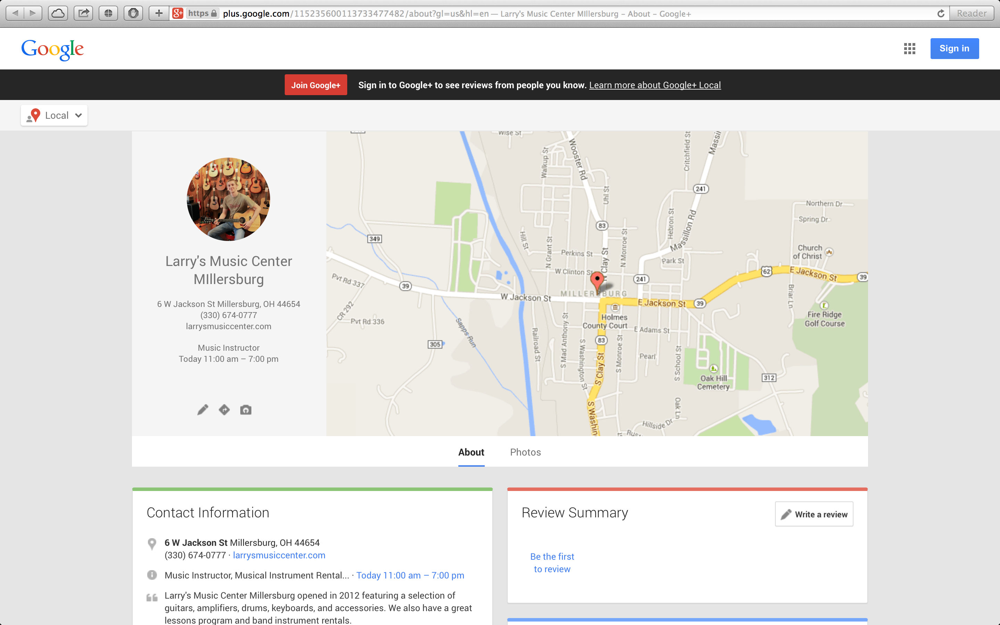 g+ https plus.google.com/115235600113733477482/about?gl=us&hl=en — Larry's Music Center MIllersburg – About – Google+ Reader
Google
Sign in
Join Google+ Sign in to Google+ to see reviews from people you know. Learn more about Google+ Local
Local
Larry's Music Center
MIllersburg
6 W Jackson St Millersburg, OH 44654
(330) 674-0777
larrysmusiccenter.com
Music Instructor
Today 11:00 am – 7:00 pm
Taylor
Wise St
Walkup St
Wooster Rd
Uhl St
Critchfield St
Massil
241
Northern Dr
Spring Dr
83
Hebron St
Massillon Rd
349
Hill St
N Grant St
Perkins St
N Clay St
N Monroe St
Park St
Church
of Christ
W Clinton St
62
E Jackson St
39
Pvt Rd 337
39
241
MILLERSBURG
W Jackson St
E Jackson St
39
Briar Ln
CR 292
Pvt Rd 336
Holmes
County Court
Fire Ridge
Golf Course
Sapps Run
305
Railroad St
S Mad Anthony St
S Washington St
83
S Clay St
S Monroe St
E Adams St
Pearl
S School St
Oak Hill
Cemetery
312
Oak Ln
Hillside Dr
S Washin
Rus
About Photos
Contact Information
6 W Jackson St Millersburg, OH 44654
(330) 674-0777 · larrysmusiccenter.com
Music Instructor, Musical Instrument Rental... · Today 11:00 am – 7:00 pm
Larry's Music Center Millersburg opened in 2012 featuring a selection of
guitars, amplifiers, drums, keyboards, and accessories. We also have a great
lessons program and band instrument rentals.
Review Summary
Write a review
Be the first
to review